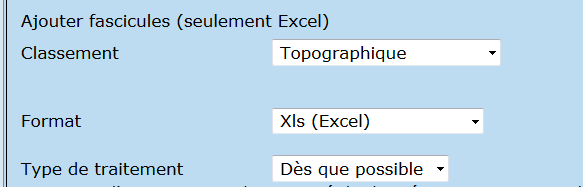 Ajouter fascicules (seulement Excel)
Classement Topographique
Format Xls (Excel)
Type de traitement Dès que possible